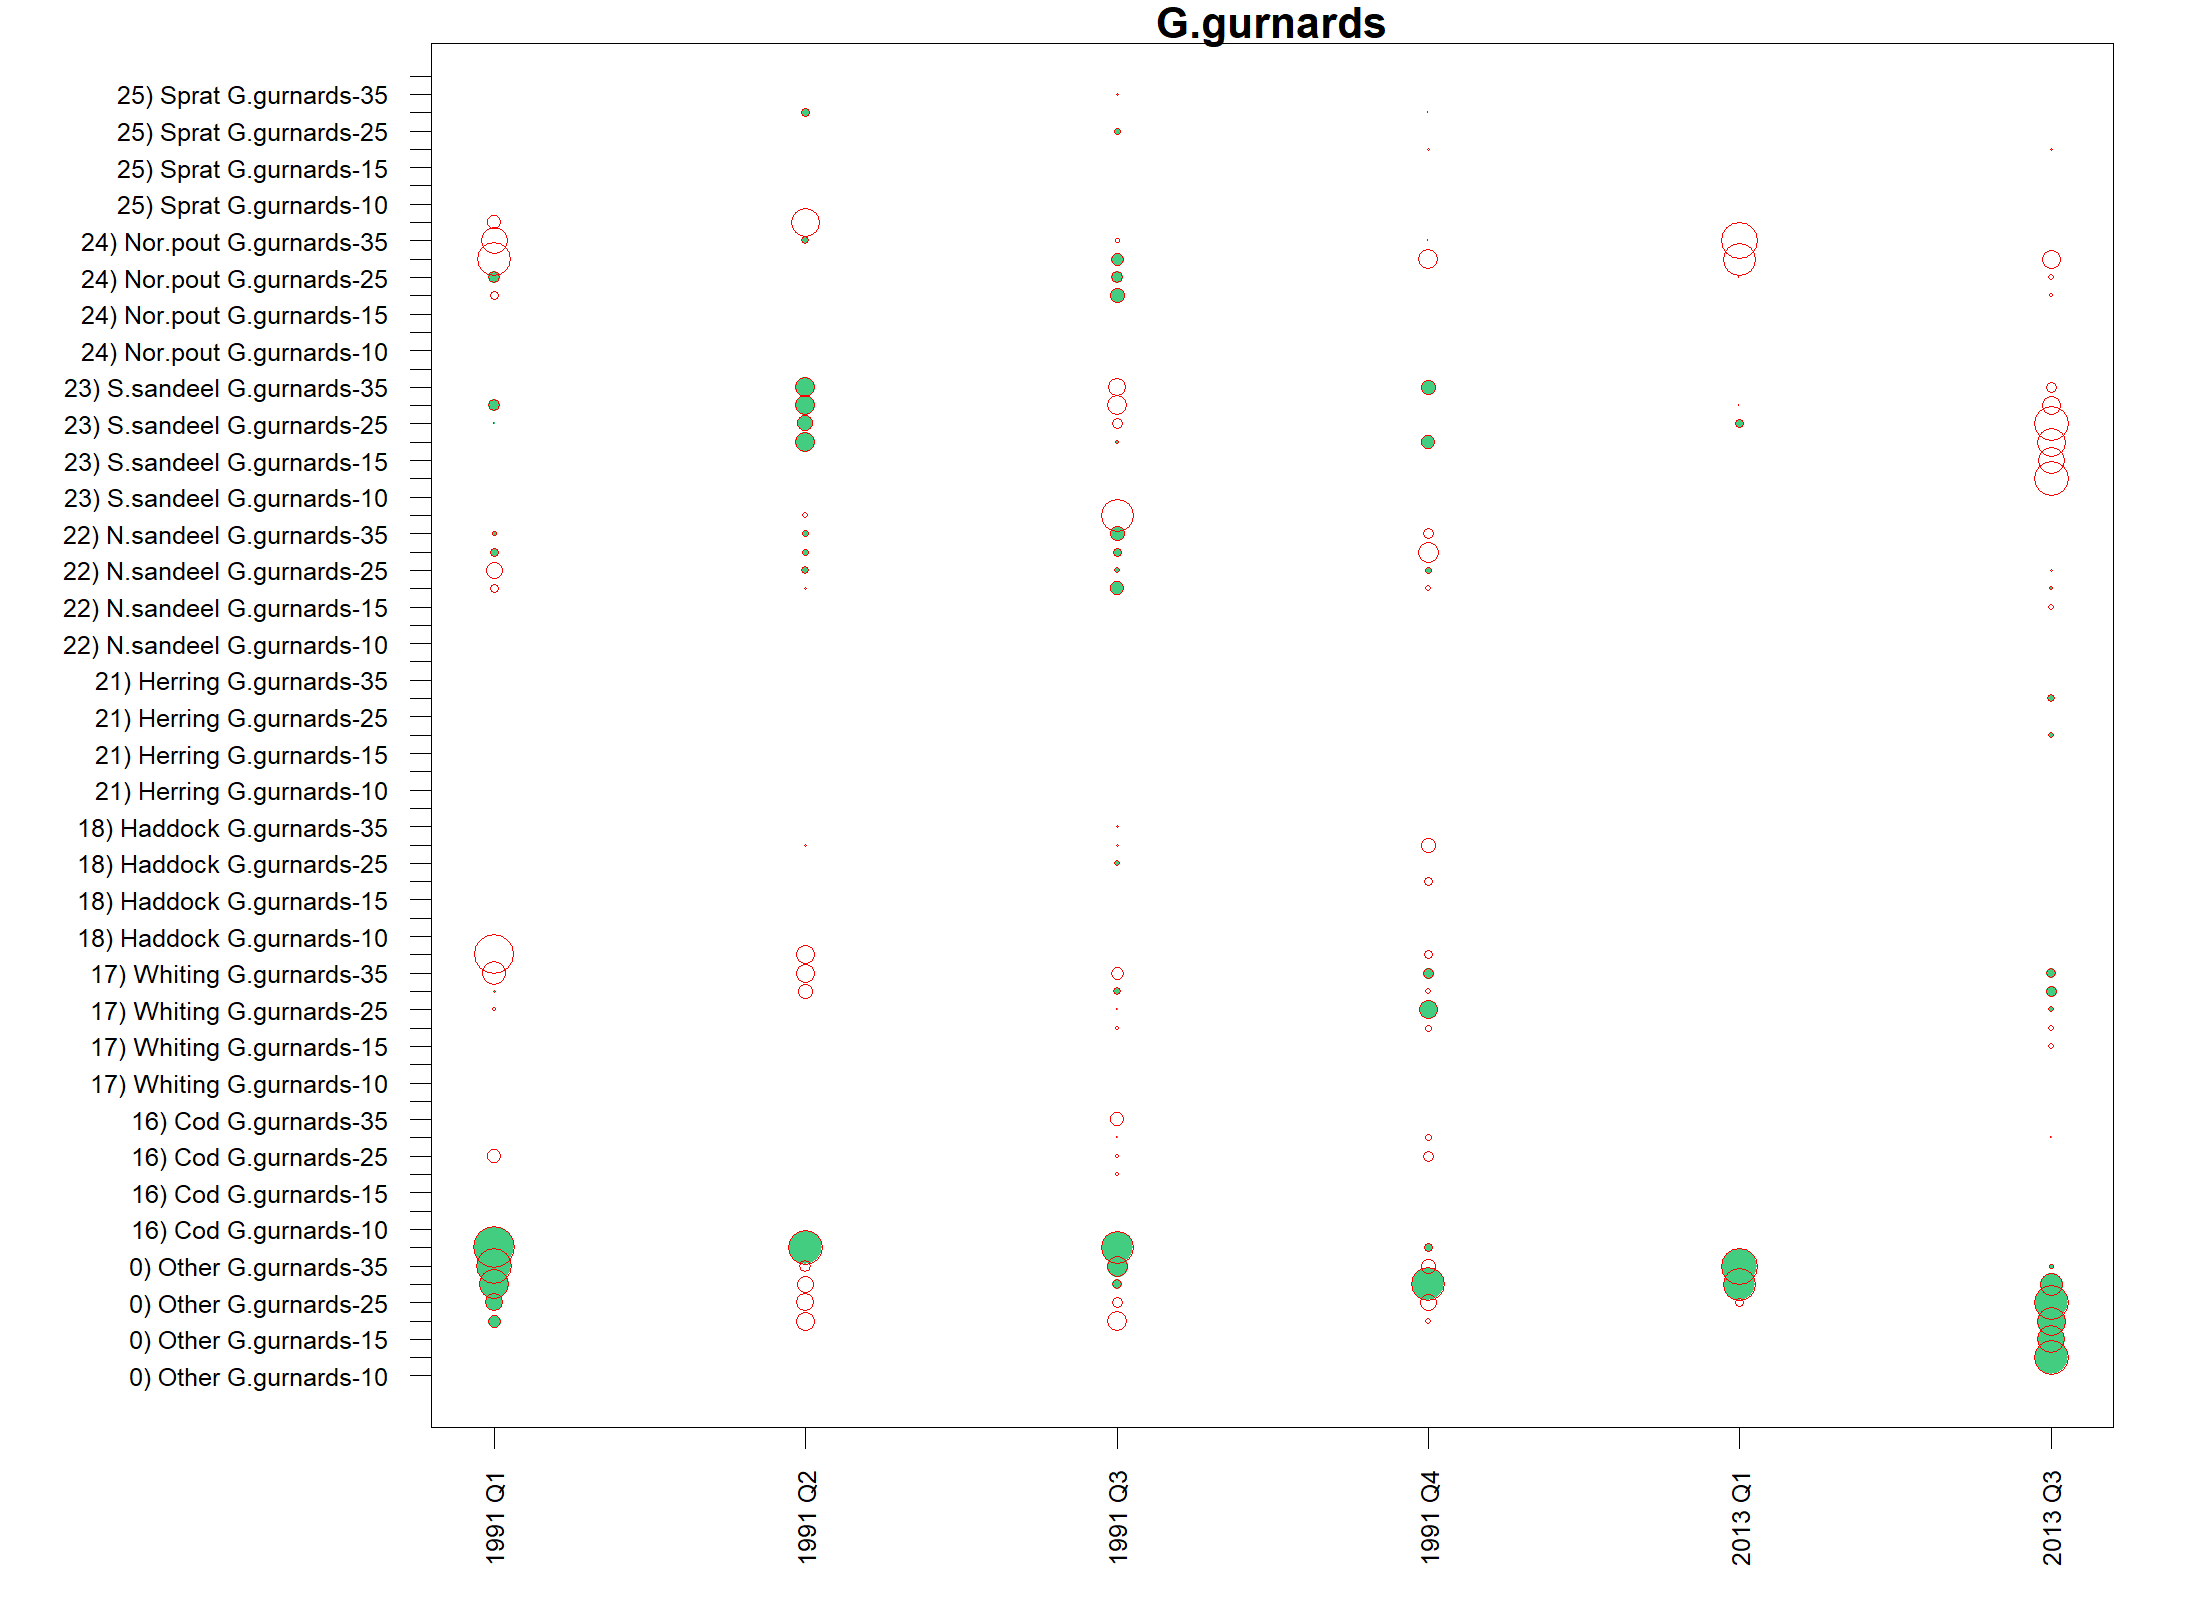 G.gurnards
25) Sprat G.gurnards-35
25) Sprat G.gurnards-25
25) Sprat G.gurnards-15
25) Sprat G.gurnards-10
24) Nor.pout G.gurnards-35
24) Nor.pout G.gurnards-25
24) Nor.pout G.gurnards-15
24) Nor.pout G.gurnards-10
23) S.sandeel G.gurnards-35
23) S.sandeel G.gurnards-25
23) S.sandeel G.gurnards-15
23) S.sandeel G.gurnards-10
22) N.sandeel G.gurnards-35
22) N.sandeel G.gurnards-25
22) N.sandeel G.gurnards-15
22) N.sandeel G.gurnards-10
21) Herring G.gurnards-35
21) Herring G.gurnards-25
21) Herring G.gurnards-15
21) Herring G.gurnards-10
18) Haddock G.gurnards-35
18) Haddock G.gurnards-25
18) Haddock G.gurnards-15
18) Haddock G.gurnards-10
17) Whiting G.gurnards-35
17) Whiting G.gurnards-25
17) Whiting G.gurnards-15
17) Whiting G.gurnards-10
16) Cod G.gurnards-35
16) Cod G.gurnards-25
16) Cod G.gurnards-15
16) Cod G.gurnards-10
0) Other G.gurnards-35
0) Other G.gurnards-25
0) Other G.gurnards-15
0) Other G.gurnards-10
1991 Q1
1991 Q2
1991 Q3
1991 Q4
2013 Q1
2013 Q3